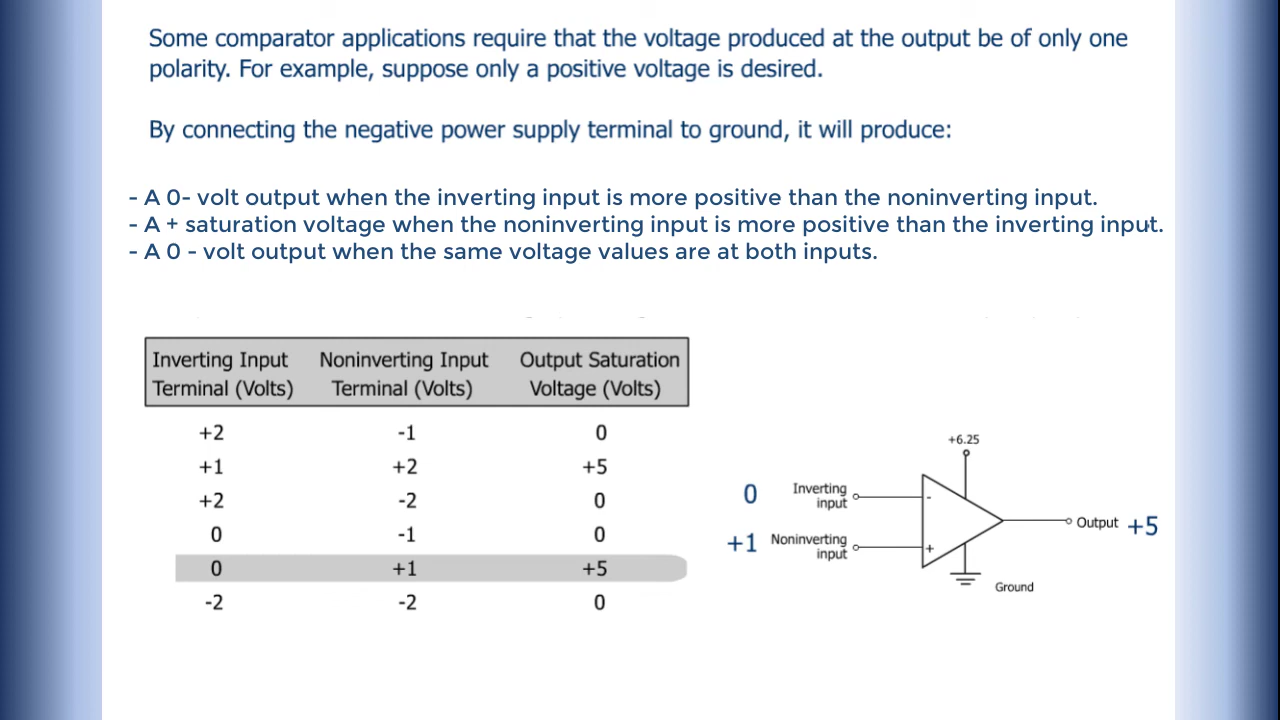 Some comparator applications require that the voltage produced at the output be of only one
polarity. For example, suppose only a positive voltage is desired.
By connecting the negative power supply terminal to ground, it will produce:
- A 0- volt output when the inverting input is more positive than the noninverting input.
- A + saturation voltage when the noninverting input is more positive than the inverting input.
- A 0 - volt output when the same voltage values are at both inputs.
Inverting Input Noninverting Input Output Saturation
Terminal (Volts) Terminal (Volts) Voltage (Volts)
+2 -1 0
+1 +2 +5
+2 -2 0
0 -1 0
0 +1 +5
-2 -2 0
+6.25
0 Inverting
input
-
+1 Noninverting
input
+
Output +5
Ground